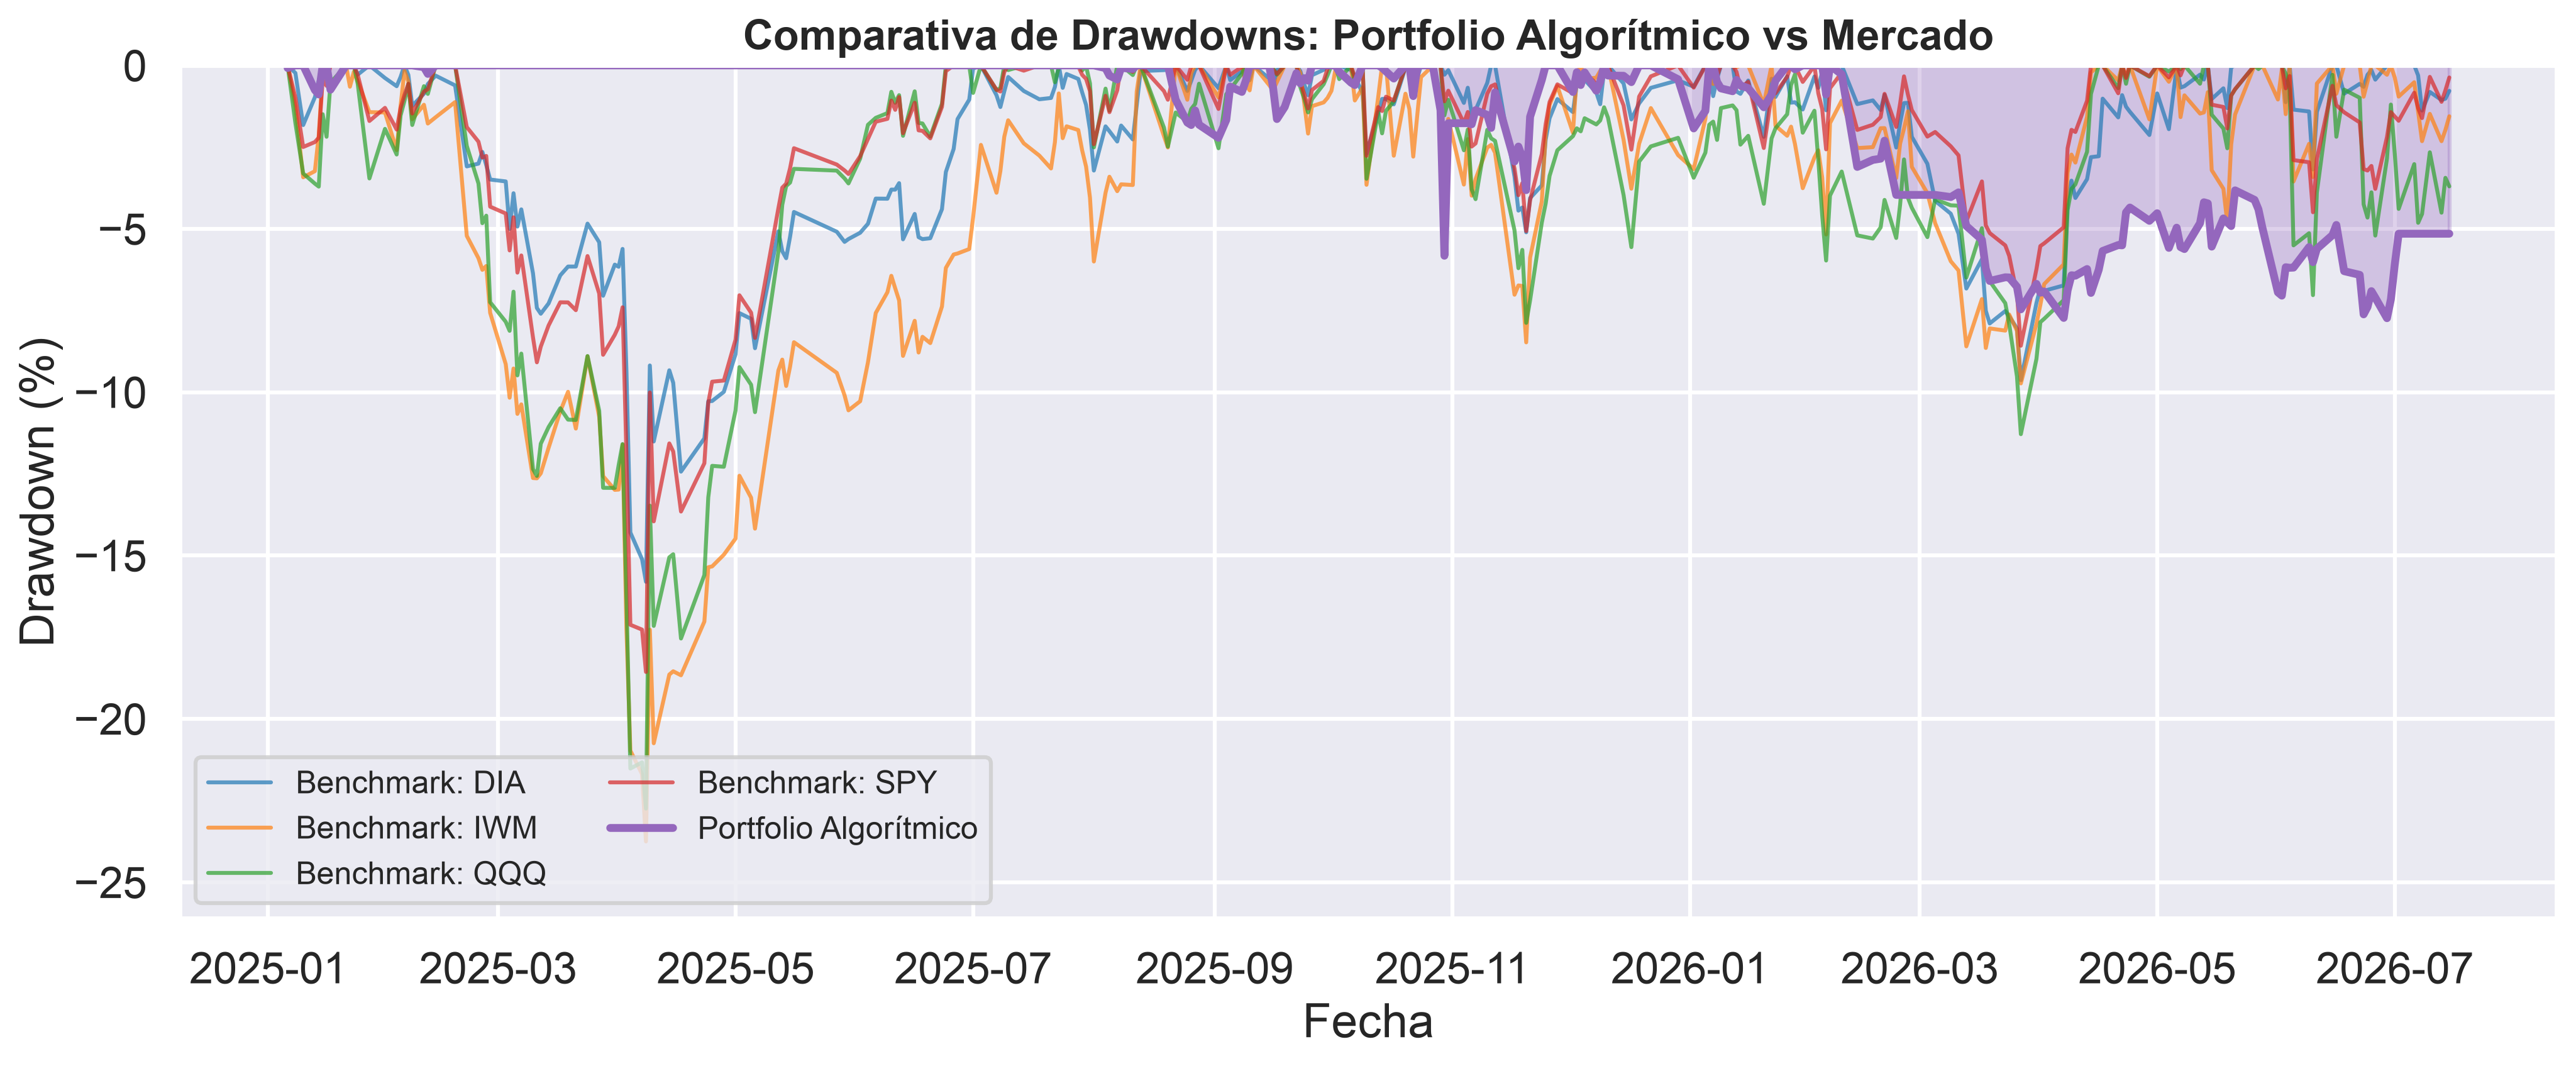 Comparativa de Drawdowns: Portfolio Algorítmico vs Mercado
Drawdown (%)
0
−5
−10
−15
−20
−25
Benchmark: DIA
Benchmark: IWM
Benchmark: QQQ
Benchmark: SPY
Portfolio Algorítmico
2025-01
2025-03
2025-05
2025-07
2025-09
2025-11
2026-01
2026-03
2026-05
2026-07
Fecha